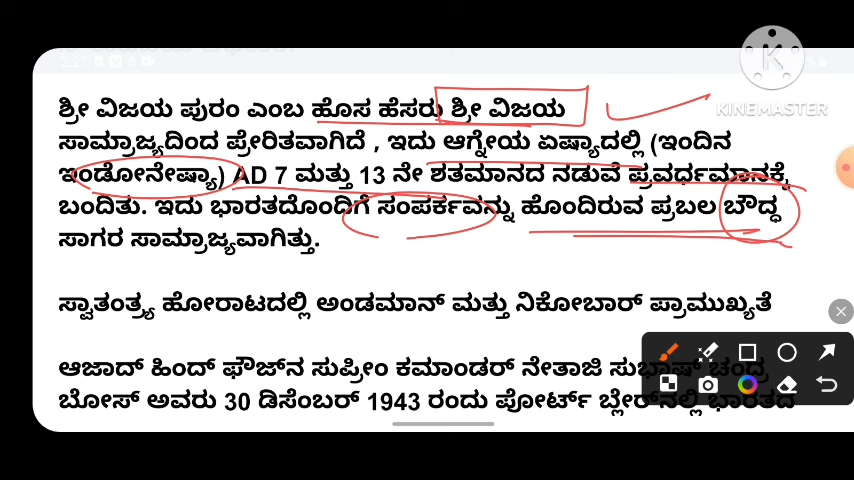 2:27
KINEMASTER
ಶ್ರೀ ವಿಜಯ ಪುರಂ ಎಂಬ ಹೊಸ ಹೆಸರು ಶ್ರೀ ವಿಜಯ
ಸಾಮ್ರಾಜ್ಯದಿಂದ ಪ್ರೇರಿತವಾಗಿದೆ , ಇದು ಆಗ್ನೇಯ ಏಷ್ಯಾದಲ್ಲಿ (ಇಂದಿನ
ಇಂಡೋನೇಷ್ಯಾ) AD 7 ಮತ್ತು 13 ನೇ ಶತಮಾನದ ನಡುವೆ ಪ್ರವರ್ಧಮಾನಕ್ಕೆ
ಬಂದಿತು. ಇದು ಭಾರತದೊಂದಿಗೆ ಸಂಪರ್ಕವನ್ನು ಹೊಂದಿರುವ ಪ್ರಬಲ ಬೌದ್ಧ
ಸಾಗರ ಸಾಮ್ರಾಜ್ಯವಾಗಿತ್ತು.
ಸ್ವಾತಂತ್ರ್ಯ ಹೋರಾಟದಲ್ಲಿ ಅಂಡಮಾನ್ ಮತ್ತು ನಿಕೋಬಾರ್ ಪ್ರಾಮುಖ್ಯತೆ
ಆಜಾದ್ ಹಿಂದ್ ಫೌಜ್‌ನ ಸುಪ್ರೀಂ ಕಮಾಂಡರ್ ನೇತಾಜಿ ಸುಭಾಷ್ ಚಂದ್ರ
ಬೋಸ್ ಅವರು 30 ಡಿಸೆಂಬರ್ 1943 ರಂದು ಪೋರ್ಟ್ ಬ್ಲೇರ್‌ನಲ್ಲಿ ಭಾರತದ